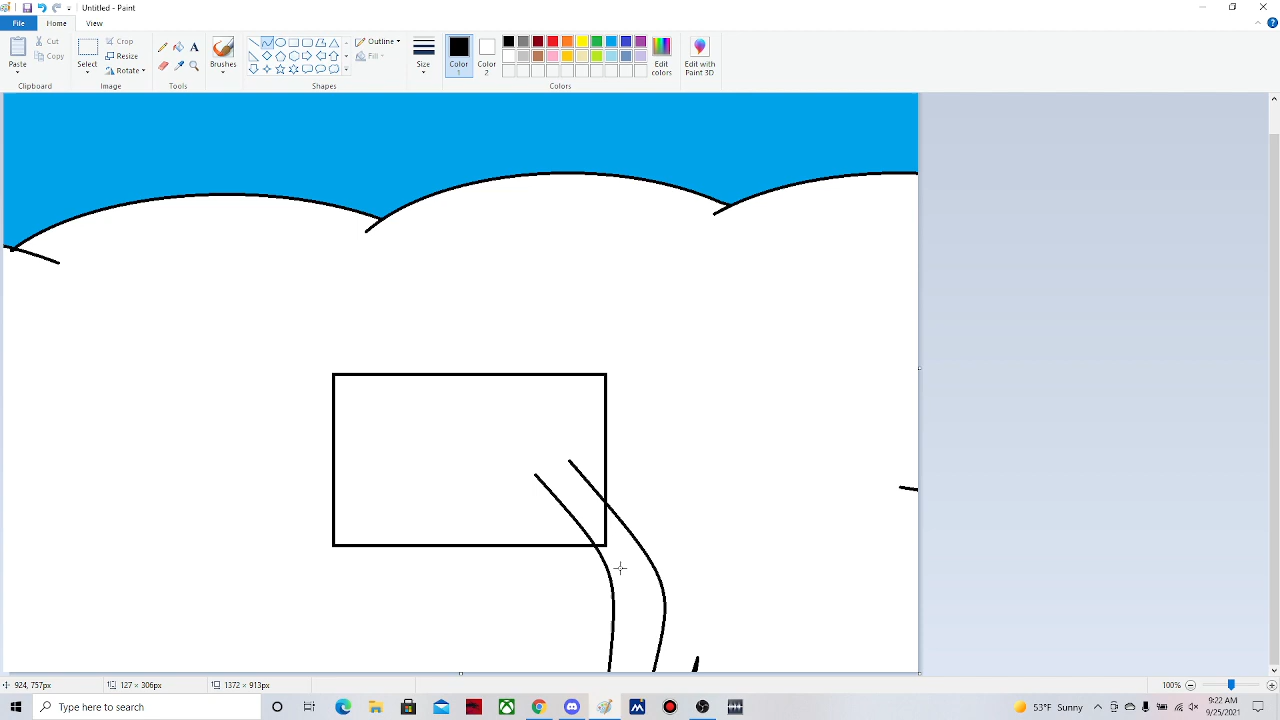 Untitled - Paint
File Home View
Paste
Cut
Copy
Clipboard
Select
Crop
Resize
Rotate
Image
Tools
Brushes
Shapes
Outline
Fill
Size
Color 1
Color 2
Edit colors
Colors
Edit with Paint 3D
924, 757px
127 × 306px
1372 × 913px
100%
Type here to search
53°F Sunny
9:22 AM
9/25/2021